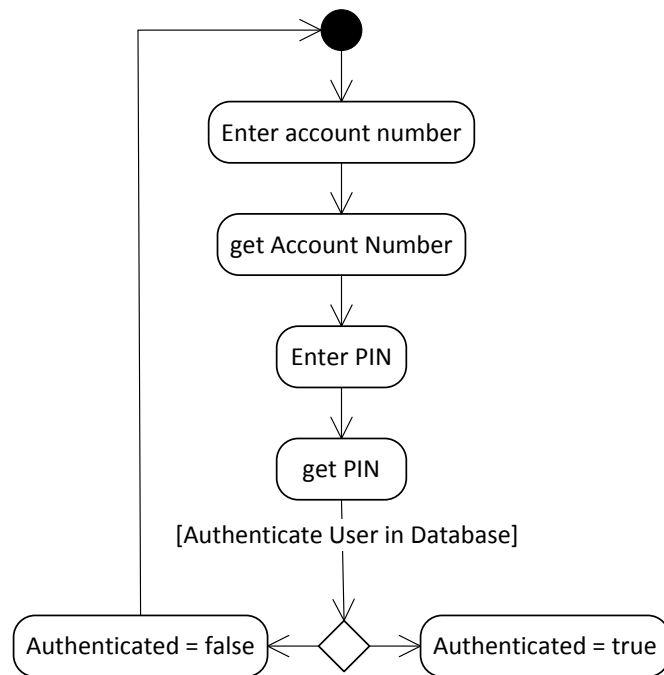 Enter account number
get Account Number
Enter PIN
get PIN
[Authenticate User in Database]
Authenticated = false
Authenticated = true